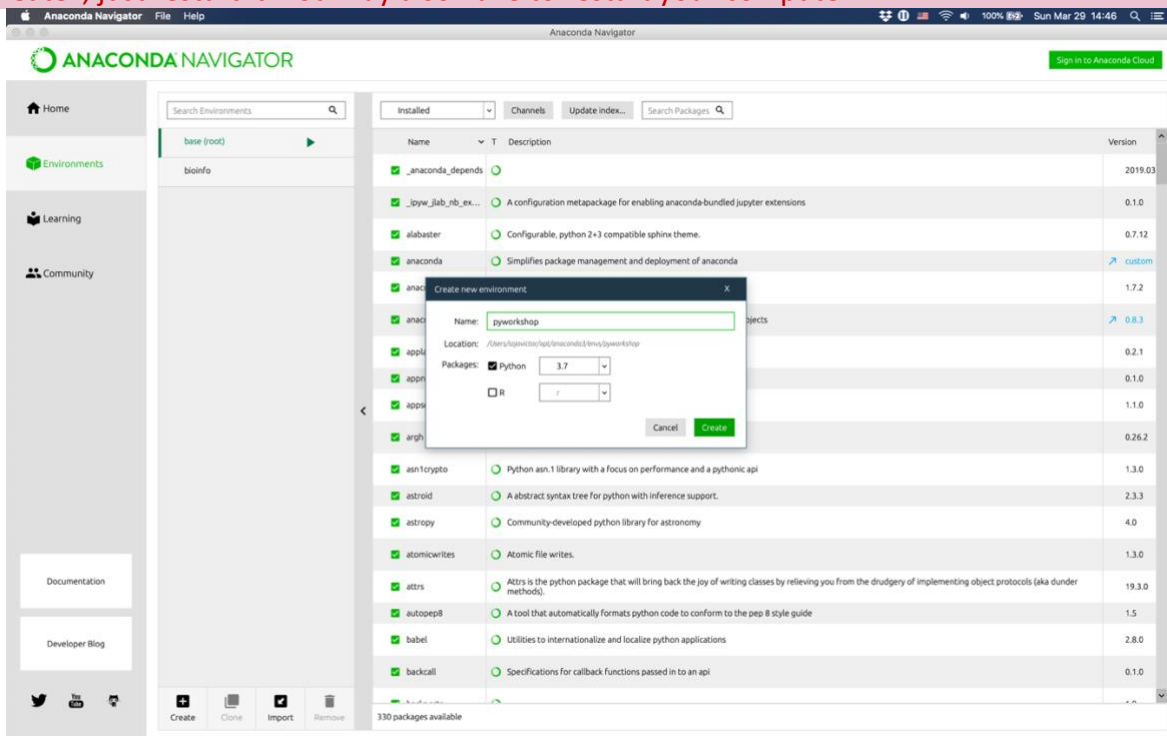 Anaconda Navigator File Help
100% Sun Mar 29 14:46
Anaconda Navigator
ANACONDA NAVIGATOR
Sign in to Anaconda Cloud
Home
Environments
Learning
Community
Documentation
Developer Blog
You Tube
Search Environments
base (root)
bioinfo
Create Clone Import Remove
Installed Channels Update index... Search Packages
Name T Description Version
_anaconda_depends 2019.03
_ipyw_jlab_nb_ex... A configuration metapackage for enabling anaconda-bundled jupyter extensions 0.1.0
alabaster Configurable, python 2+3 compatible sphinx theme. 0.7.12
anaconda Simplifies package management and deployment of anaconda custom
1.7.2
0.8.3
0.2.1
0.1.0
1.1.0
argh 0.26.2
asn1crypto Python asn.1 library with a focus on performance and a pythonic api 1.3.0
astroid A abstract syntax tree for python with inference support. 2.3.3
astropy Community-developed python library for astronomy 4.0
atomicwrites Atomic file writes. 1.3.0
attrs Attrs is the python package that will bring back the joy of writing classes by relieving you from the drudgery of implementing object protocols (aka dunder
methods). 19.3.0
autopep8 A tool that automatically formats python code to conform to the pep 8 style guide 1.5
babel Utilities to internationalize and localize python applications 2.8.0
backcall Specifications for callback functions passed in to an api 0.1.0
330 packages available
Create new environment X
Name: pyworkshop
Location: /Users/lojovictor/opt/anaconda3/envs/pyworkshop
Packages: Python 3.7
R r
Cancel Create